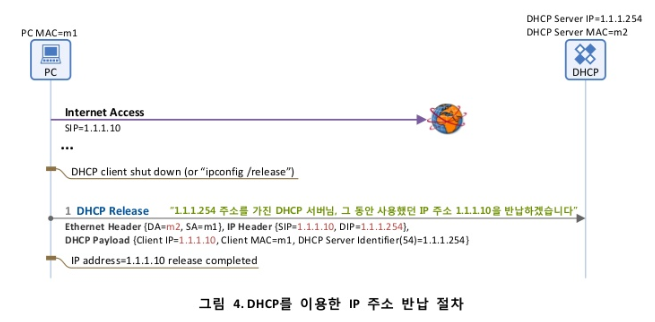 DHCP Server IP=1.1.1.254
PC MAC=m1
DHCP Server MAC=m2
PC
DHCP
Internet Access
SIP=1.1.1.10
...
DHCP client shut down (or “ipconfig /release”)
1 DHCP Release “1.1.1.254 주소를 가진 DHCP 서버님, 그 동안 사용했던 IP 주소 1.1.1.10을 반납하겠습니다”
Ethernet Header {DA=m2, SA=m1}, IP Header {SIP=1.1.1.10, DIP=1.1.1.254},
DHCP Payload {Client IP=1.1.1.10, Client MAC=m1, DHCP Server Identifier(54)=1.1.1.254}
IP address=1.1.1.10 release completed
그림 4. DHCP를 이용한 IP 주소 반납 절차